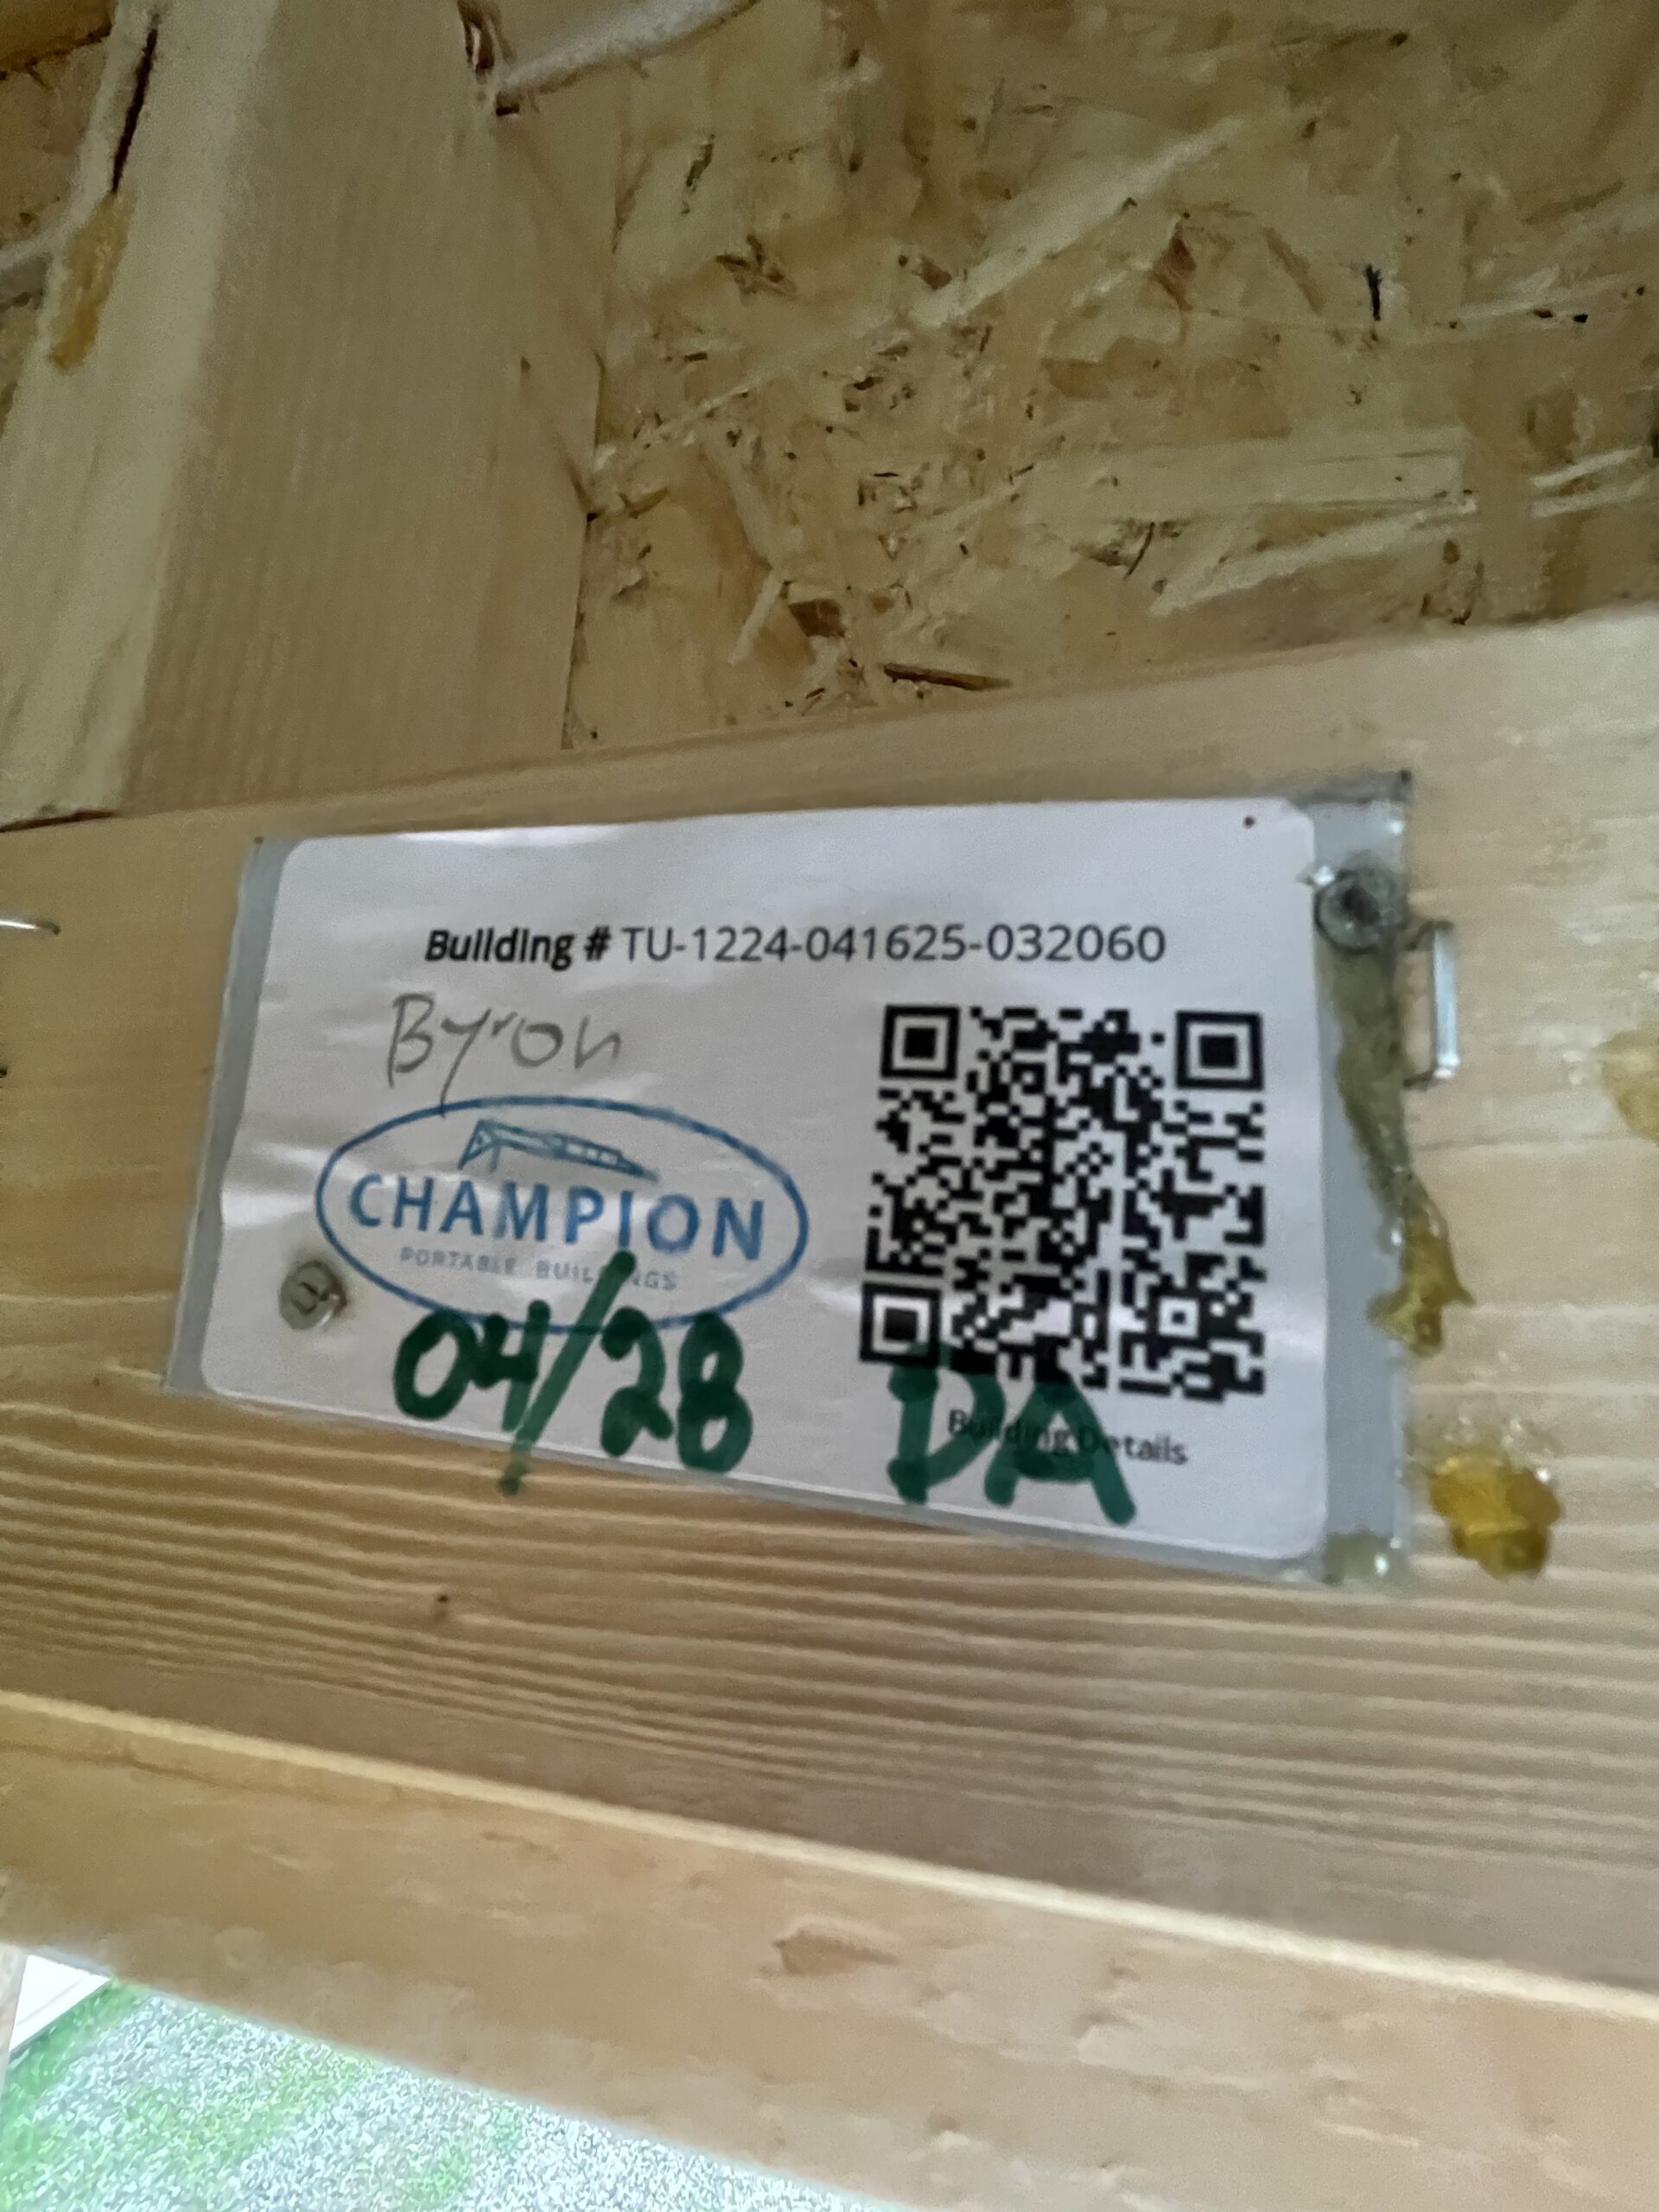 Building # TU-1224-041625-032060
Byron
CHAMPION
PORTABLE BUILDINGS
04/28 DA
Building Details